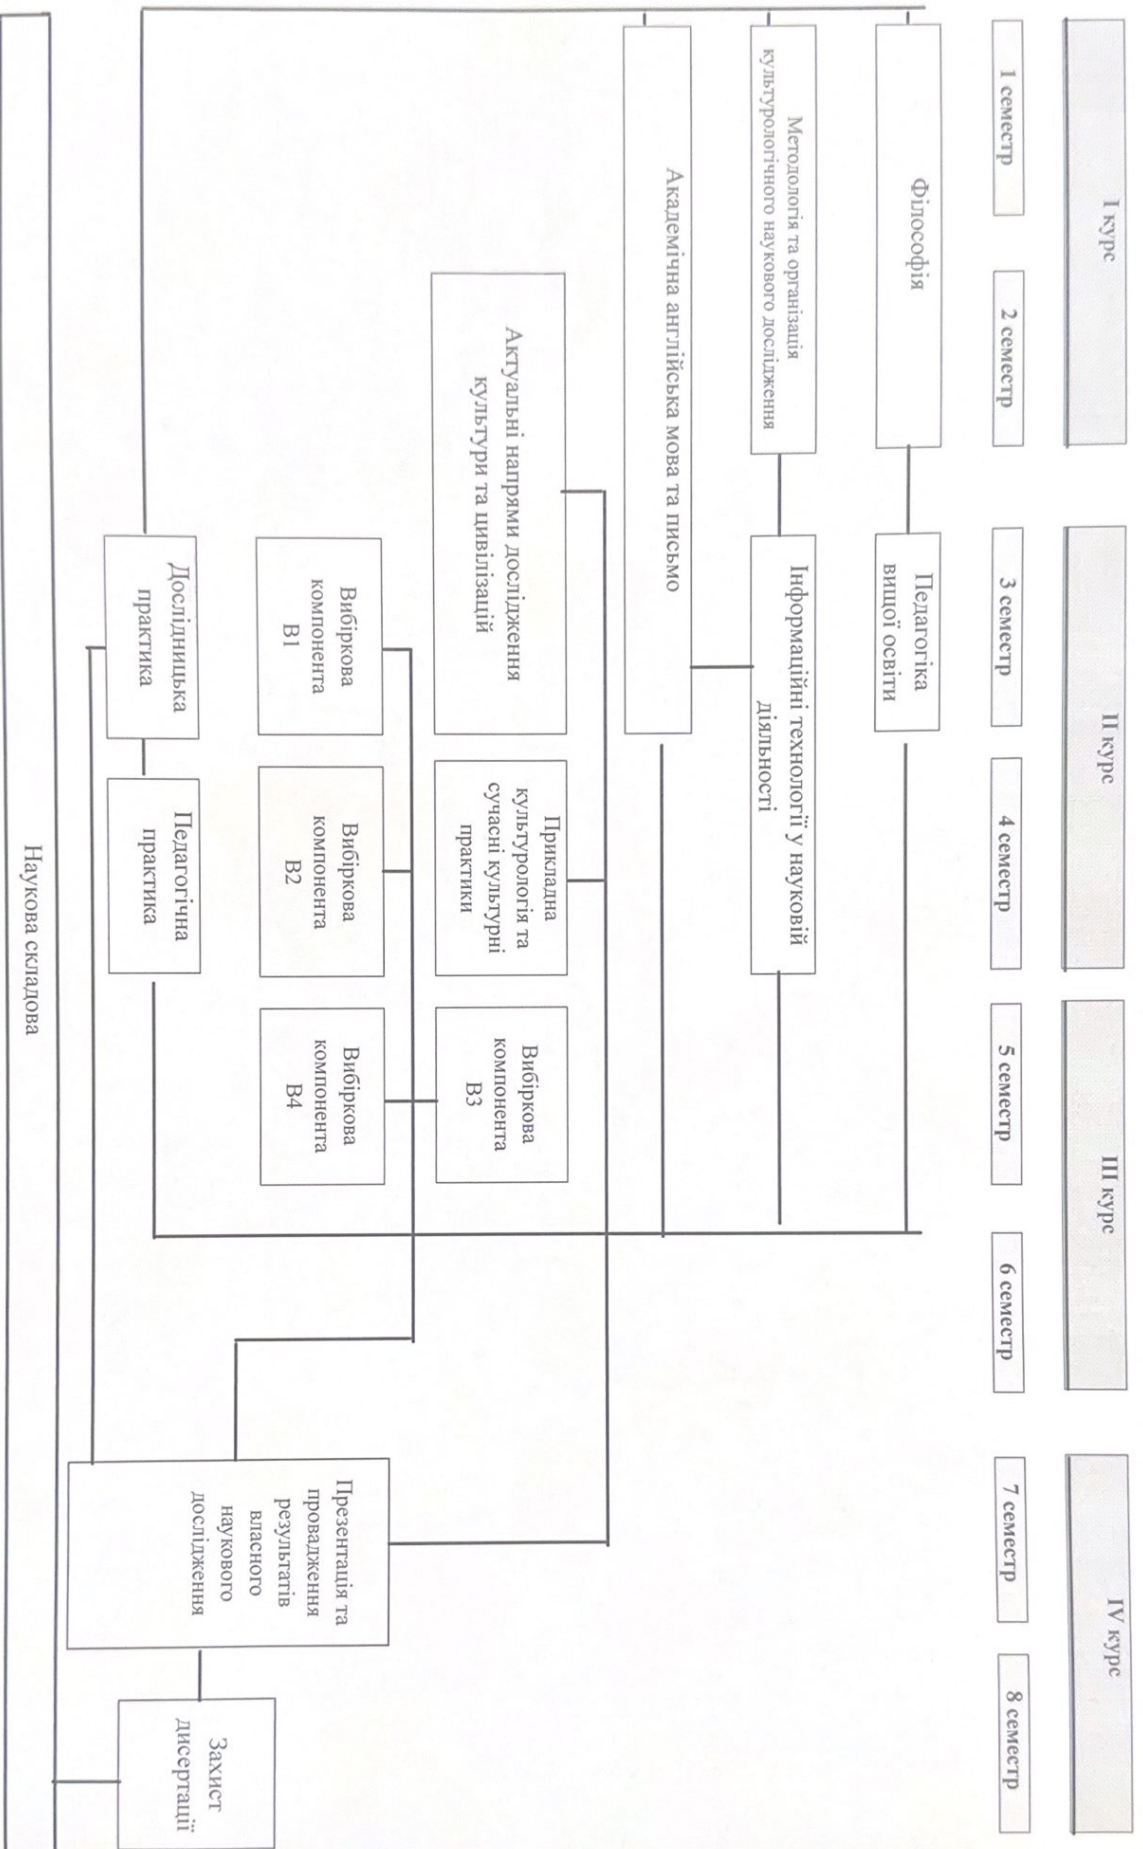 І курс
ІІ курс
ІІІ курс
ІV курс
1 семестр
2 семестр
3 семестр
4 семестр
5 семестр
6 семестр
7 семестр
8 семестр
Філософія
Педагогіка
вищої освіти
Методологія та організація
культурологічного наукового дослідження
Інформаційні технології у науковій
діяльності
Академічна англійська мова та письмо
Актуальні напрями дослідження
культури та цивілізацій
Прикладна
культурологія та
сучасні культурні
практики
Вибіркова
компонента
В3
Вибіркова
компонента
В1
Вибіркова
компонента
В2
Вибіркова
компонента
В4
Презентація та
провадження
результатів
власного
наукового
дослідження
Дослідницька
практика
Педагогічна
практика
Захист
дисертації
Наукова складова